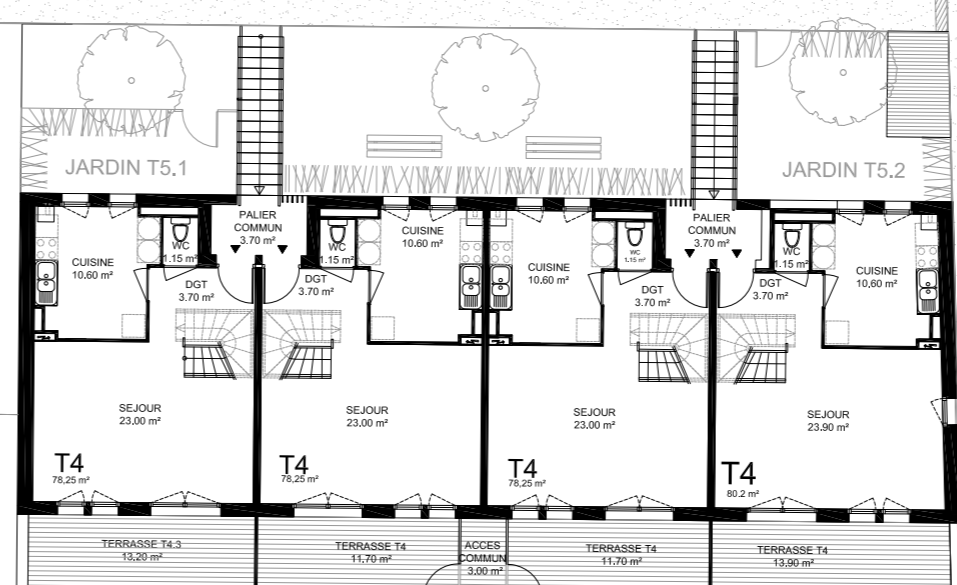 JARDIN T5.1
JARDIN T5.2
PALIER
COMMUN
3.70 m²
PALIER
COMMUN
3.70 m²
WC
1.15 m²
CUISINE
10.60 m²
DGT
3.70 m²
WC
1.15 m²
CUISINE
10.60 m²
DGT
3.70 m²
CUISINE
10.60 m²
WC
1.15 m²
DGT
3.70 m²
WC
1.15 m²
CUISINE
10,60 m²
DGT
3.70 m²
SEJOUR
23.00 m²
SEJOUR
23.00 m²
SEJOUR
23.00 m²
SEJOUR
23.90 m²
T4
78,25 m²
T4
78,25 m²
T4
78,25 m²
T4
80.2 m²
TERRASSE T4.3
13,20 m²
TERRASSE T4
11.70 m²
ACCES
COMMUN
3,00 m²
TERRASSE T4
11.70 m²
TERRASSE T4
13,90 m²